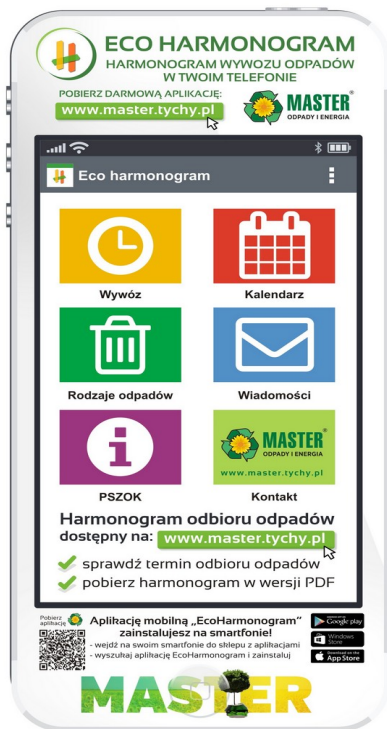 ECO HARMONOGRAM
HARMONOGRAM WYWOZU ODPADÓW
W TWOIM TELEFONIE
POBIERZ DARMOWĄ APLIKACJĘ:
www.master.tychy.pl
MASTER®
ODPADY I ENERGIA
Eco harmonogram
Wywóz
Kalendarz
Rodzaje odpadów
Wiadomości
MASTER®
ODPADY I ENERGIA
www.master.tychy.pl
PSZOK
Kontakt
Harmonogram odbioru odpadów
dostępny na: www.master.tychy.pl
sprawdź termin odbioru odpadów
pobierz harmonogram w wersji PDF
Pobierz
aplikację
Aplikację mobilną „EcoHarmonogram"
zainstalujesz na smartfonie!
- wejdź na swoim smartfonie do sklepu z aplikacjami
- wyszukaj aplikację EcoHarmonogram i zainstaluj
Google play
Windows
Store
Download on the
App Store
MASTER